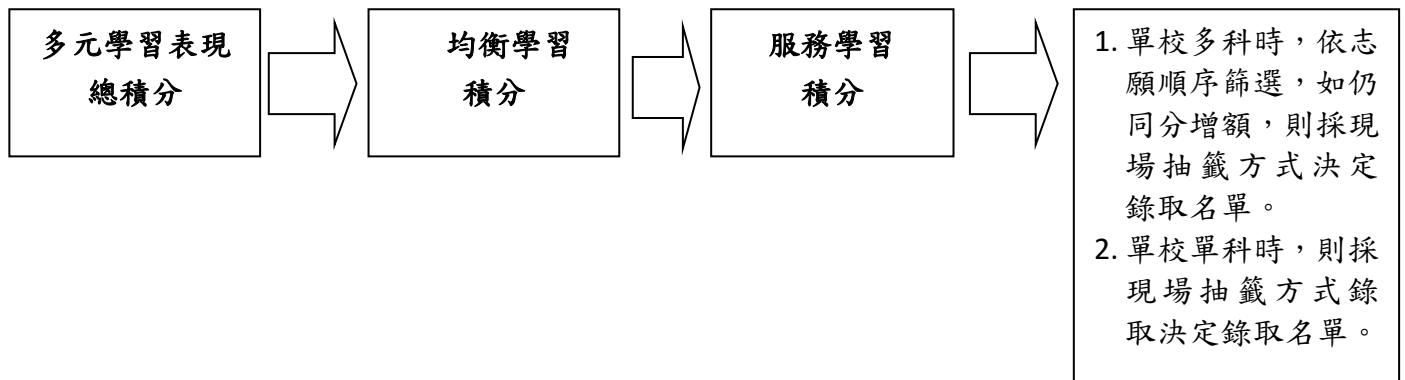 多元學習表現
總積分
均衡學習
積分
服務學習
積分
1. 單校多科時，依志
願順序篩選，如仍
同分增額，則採現
場抽籤方式決定
錄取名單。
2. 單校單科時，則採
現場抽籤方式錄
取決定錄取名單。